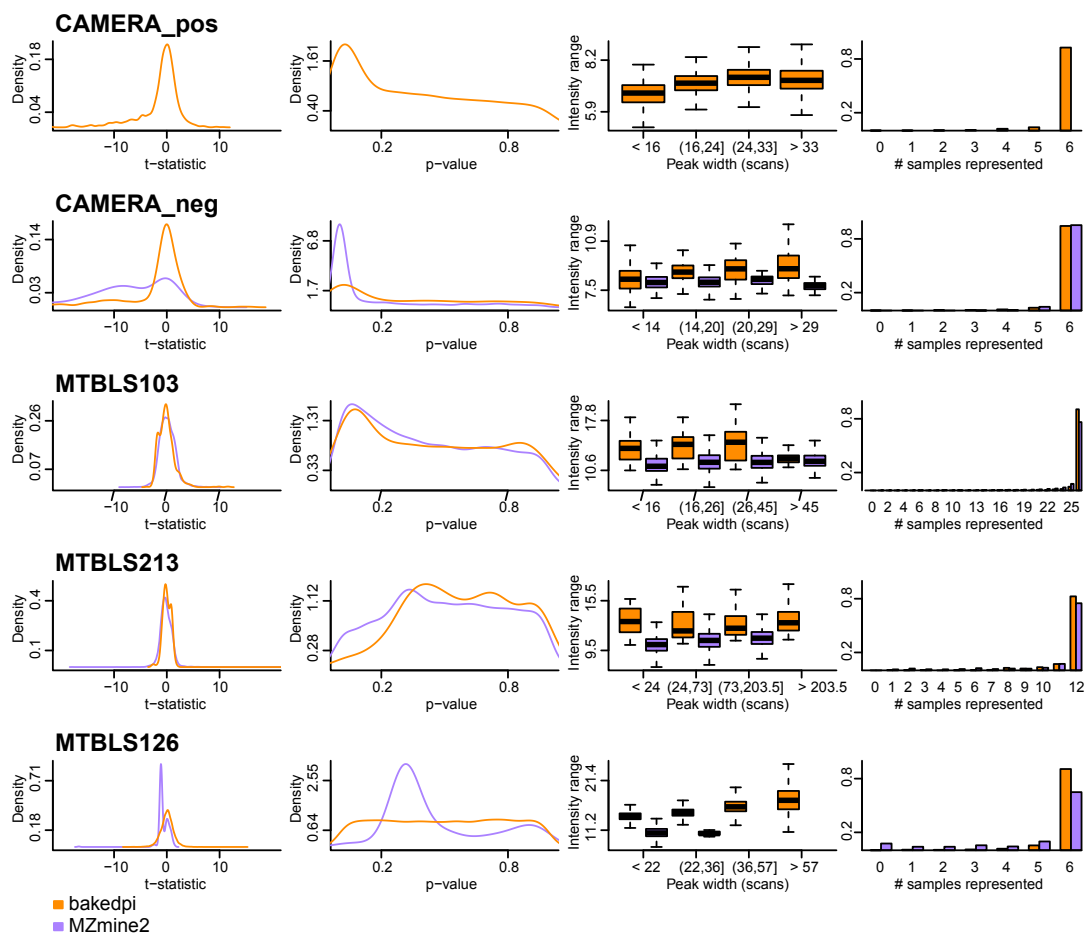 CAMERA_pos
Density
0.04 0.18
−10 0 10
t−statistic
Density
0.40 1.61
0.2 0.8
p−value
Intensity range
5.9 8.2
< 16 (16,24] (24,33] > 33
Peak width (scans)
0.2 0.8
0 1 2 3 4 5 6
# samples represented
CAMERA_neg
Density
0.03 0.14
−10 0 10
t−statistic
Density
1.7 6.8
0.2 0.8
p−value
Intensity range
7.5 10.9
< 14 (14,20] (20,29] > 29
Peak width (scans)
0.2 0.8
0 1 2 3 4 5 6
# samples represented
MTBLS103
Density
0.07 0.26
−10 0 10
t−statistic
Density
0.33 1.31
0.2 0.8
p−value
Intensity range
10.6 17.8
< 16 (16,26] (26,45] > 45
Peak width (scans)
0.2 0.8
0 2 4 6 8 10 13 16 19 22 25
# samples represented
MTBLS213
Density
0.1 0.4
−10 0 10
t−statistic
Density
0.28 1.12
0.2 0.8
p−value
Intensity range
9.5 15.5
< 24 (24,73] (73,203.5] > 203.5
Peak width (scans)
0.2 0.8
0 1 2 3 4 5 6 7 8 9 10 12
# samples represented
MTBLS126
Density
0.18 0.71
−10 0 10
t−statistic
Density
0.64 2.55
0.2 0.8
p−value
Intensity range
11.2 21.4
< 22 (22,36] (36,57] > 57
Peak width (scans)
0.2 0.8
0 1 2 3 4 5 6
# samples represented
bakedpi
MZmine2